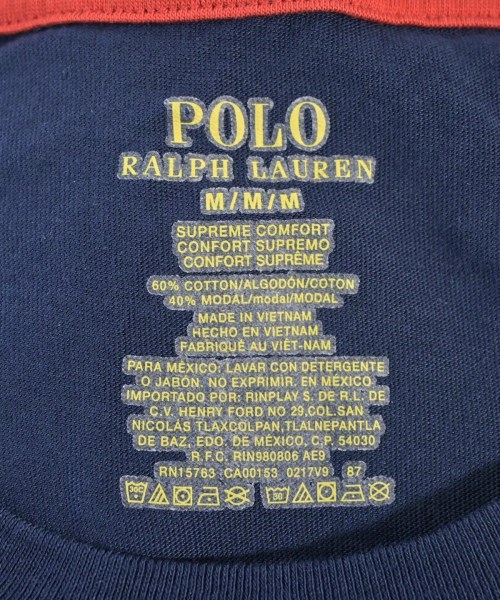 POLO
RALPH LAUREN
M/M/M
SUPREME COMFORT
CONFORT SUPREMO
CONFORT SUPRÊME
60% COTTON/ALGODÓN/COTON
40% MODAL/modal/MODAL
MADE IN VIETNAM
HECHO EN VIETNAM
FABRIQUÉ AU VIÊT-NAM
PARA MÉXICO: LAVAR CON DETERGENTE
O JABÓN. NO EXPRIMIR. EN MÉXICO
IMPORTADO POR: RINPLAY S. DE R.L. DE
C.V. HENRY FORD NO 29,COL.SAN
NICOLÁS TLAXCOLPAN,TLALNEPANTLA
DE BAZ, EDO. DE MÉXICO, C.P. 54030
R.F.C. RIN980806 AE9
RN15763 CA00153 0217V9 87
30C 30